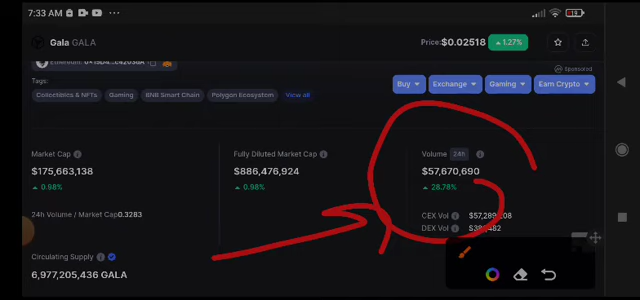 7:33 AM
19
Gala GALA
Price:$0.02518 1.27%
Sponsored
Tags:
Buy Exchange Gaming Earn Crypto
Collectibles & NFTs Gaming BNB Smart Chain Polygon Ecosystem View all
Market Cap Fully Diluted Market Cap Volume 24h
$175,663,138 $886,476,924 $57,670,690
0.98% 0.98% 28.78%
24h Volume / Market Cap 0.3283
CEX Vol
DEX Vol
Circulating Supply
6,977,205,436 GALA